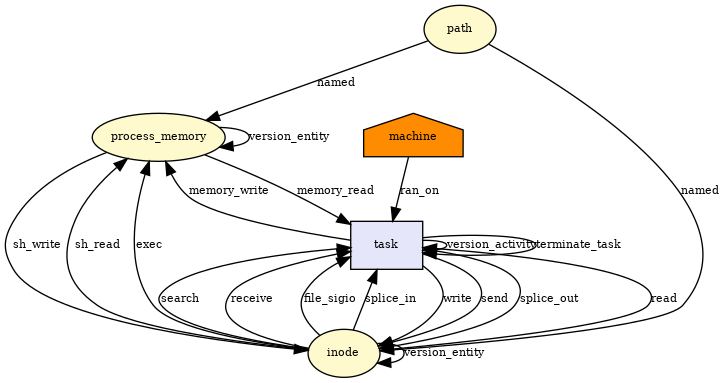 path
named
process_memory
version_entity
machine
named
memory_write
memory_read
ran_on
sh_write
sh_read
exec
task
version_activity
terminate_task
search
receive
file_sigio
splice_in
write
send
splice_out
read
inode
version_entity